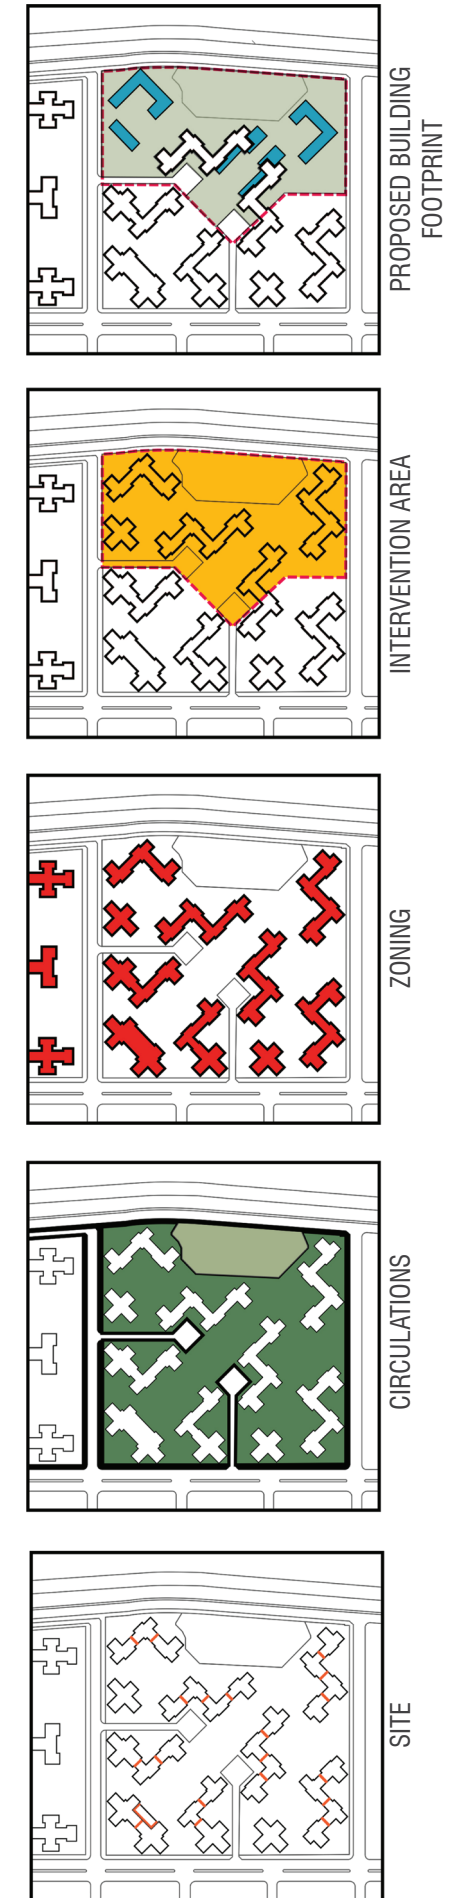 PROPOSED BUILDING
FOOTPRINT
INTERVENTION AREA
ZONING
CIRCULATIONS
SITE